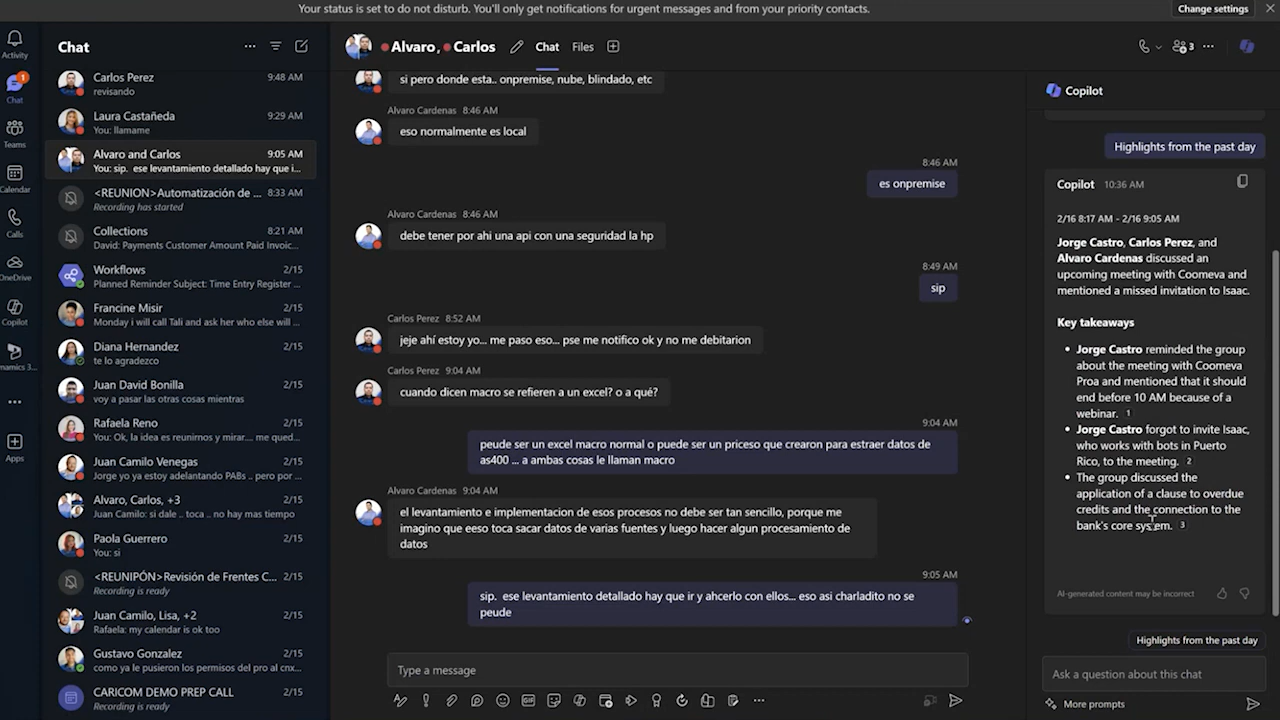 Your status is set to do not disturb. You'll only get notifications for urgent messages and from your priority contacts.
Change settings
Activity
1
Chat
Teams
Calendar
Calls
OneDrive
Copilot
ynamics 3...
Apps
Chat
Carlos Perez 9:48 AM
revisando
Laura Castañeda 9:29 AM
You: llamame
Alvaro and Carlos 9:05 AM
You: sip. ese levantamiento detallado hay que i...
<REUNION>Automatización de ... 8:33 AM
Recording has started
Collections 8:21 AM
David: Payments Customer Amount Paid Invoic...
Workflows 2/15
Planned Reminder Subject: Time Entry Register ...
Francine Misir 2/15
Monday i will call Tali and ask her who else will ...
Diana Hernandez 2/15
te lo agradezco
Juan David Bonilla 2/15
voy a pasar las otras cosas mientras
Rafaela Reno 2/15
You: Ok, la idea es reunirnos y mirar.... me qued...
Juan Camilo Venegas 2/15
Jorge yo ya estoy adelantando PABs .. pero por ...
Alvaro, Carlos, +3 2/15
Juan Camilo: si dale .. toca .. no hay mas tiempo
Paola Guerrero 2/15
You: si
<REUNIPÓN>Revisión de Frentes C... 2/15
Recording is ready
Juan Camilo, Lisa, +2 2/15
Rafaela: my calendar is ok too
Gustavo Gonzalez 2/15
como ya le pusieron los permisos del pro al cnx...
CARICOM DEMO PREP CALL 2/15
Recording is ready
Alvaro, Carlos
Chat
Files
3
si pero donde esta.. onpremise, nube, blindado, etc
Alvaro Cardenas 8:46 AM
eso normalmente es local
8:46 AM
es onpremise
Alvaro Cardenas 8:46 AM
debe tener por ahi una api con una seguridad la hp
8:49 AM
sip
Carlos Perez 8:52 AM
jeje ahí estoy yo... me paso eso... pse me notifico ok y no me debitarion
Carlos Perez 9:04 AM
cuando dicen macro se refieren a un excel? o a qué?
9:04 AM
peude ser un excel macro normal o puede ser un priceso que crearon para estraer datos de
as400 ... a ambas cosas le llaman macro
Alvaro Cardenas 9:04 AM
el levantamiento e implementacion de esos procesos no debe ser tan sencillo, porque me
imagino que eeso toca sacar datos de varias fuentes y luego hacer algun procesamiento de
datos
9:05 AM
sip. ese levantamiento detallado hay que ir y ahcerlo con ellos... eso asi charladito no se
peude
Type a message
Copilot
Highlights from the past day
Copilot 10:36 AM
2/16 8:17 AM - 2/16 9:05 AM
Jorge Castro, Carlos Perez, and
Alvaro Cardenas discussed an
upcoming meeting with Coomeva and
mentioned a missed invitation to Isaac.
Key takeaways
• Jorge Castro reminded the group
about the meeting with Coomeva
Proa and mentioned that it should
end before 10 AM because of a
webinar. 1
• Jorge Castro forgot to invite Isaac,
who works with bots in Puerto
Rico, to the meeting. 2
• The group discussed the
application of a clause to overdue
credits and the connection to the
bank's core system. 3
AI-generated content may be incorrect
Highlights from the past day
Ask a question about this chat
More prompts